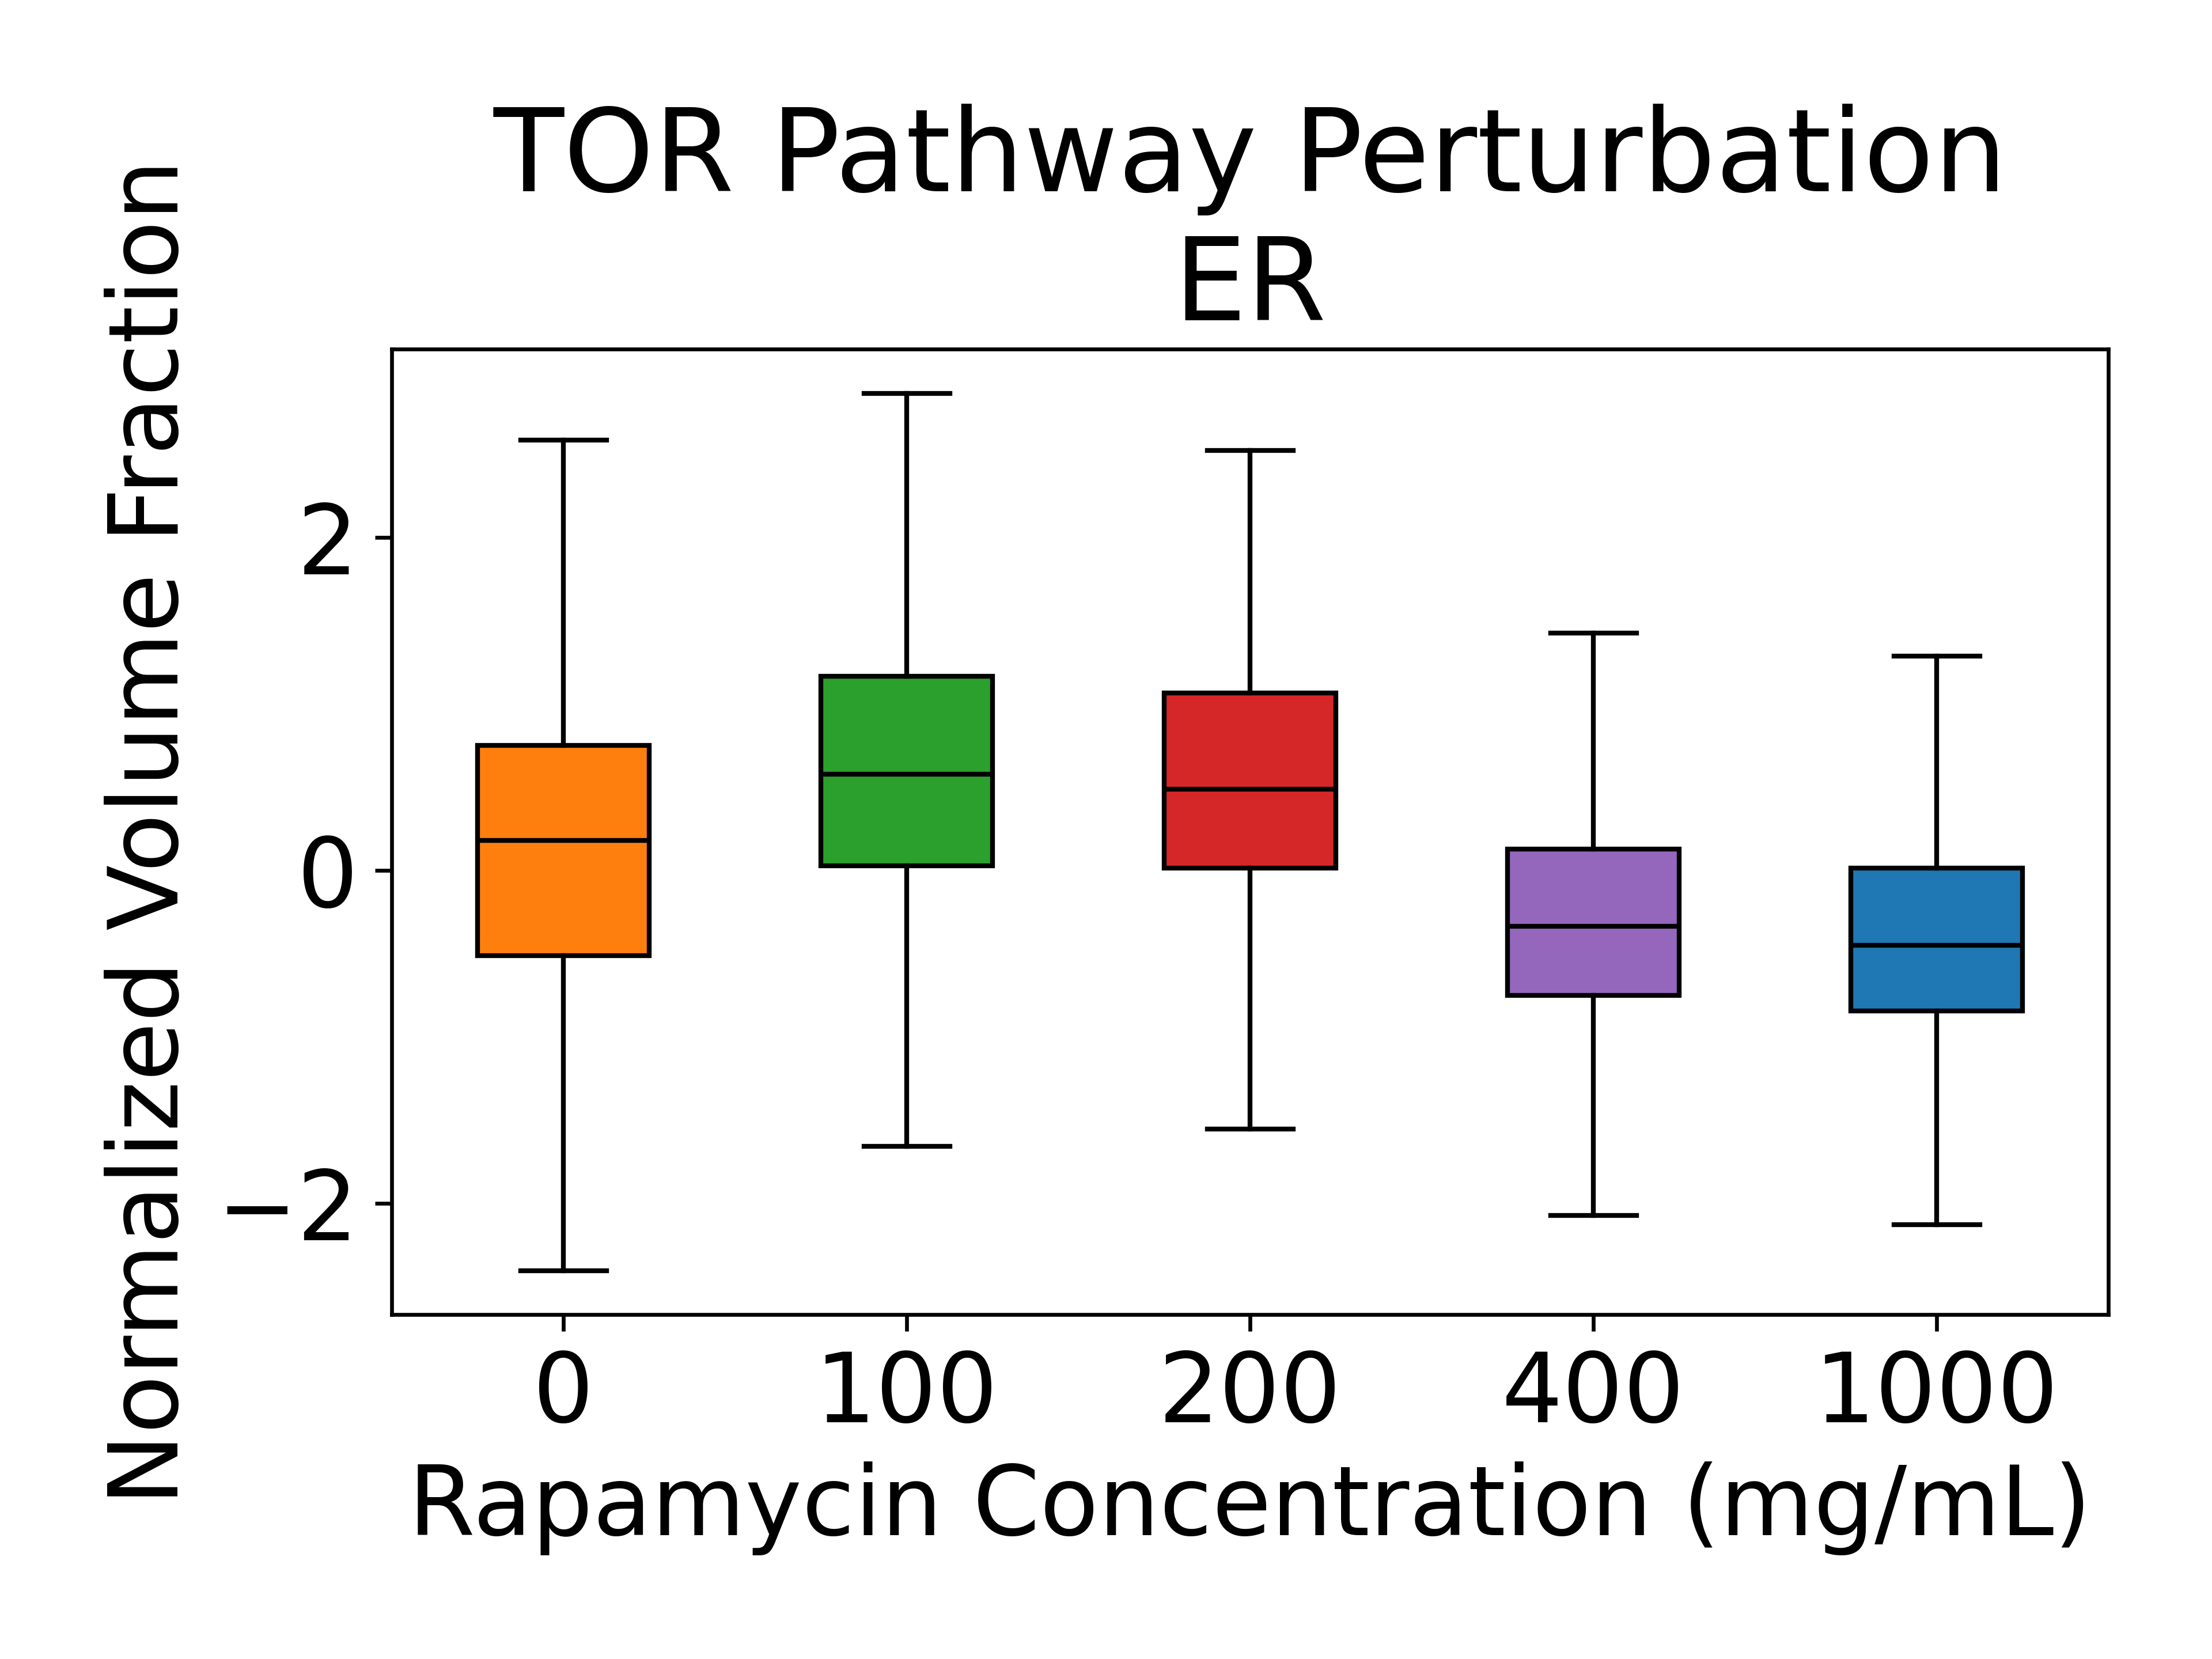 TOR Pathway Perturbation
ER
Normalized Volume Fraction
2
0
−2
0 100 200 400 1000
Rapamycin Concentration (mg/mL)